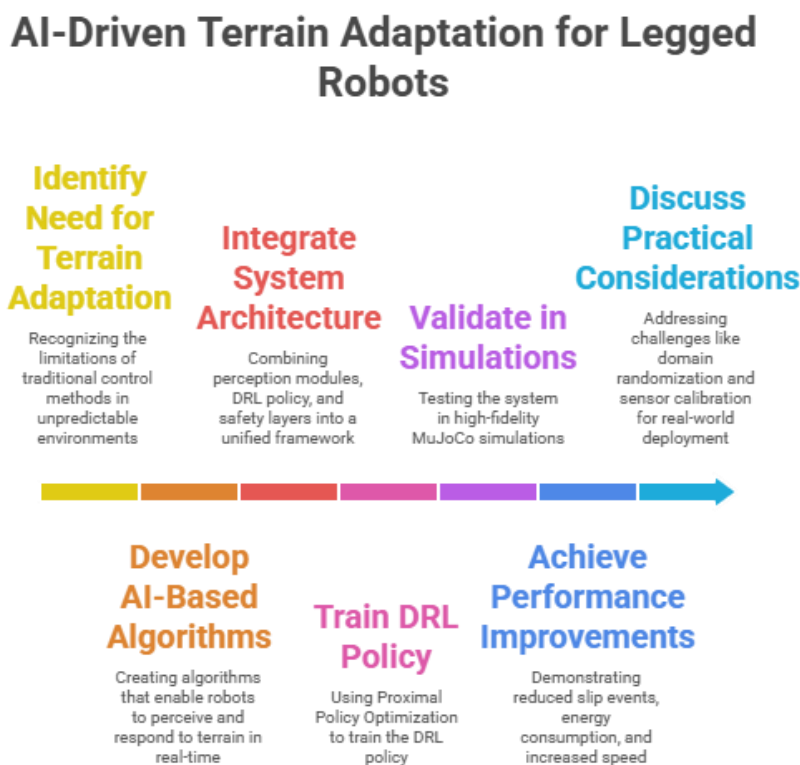 AI-Driven Terrain Adaptation for Legged
Robots
Identify
Need for
Terrain
Adaptation
Recognizing the
limitations of
traditional control
methods in
unpredictable
environments
Develop
AI-Based
Algorithms
Creating algorithms
that enable robots
to perceive and
respond to terrain in
real-time
Integrate
System
Architecture
Combining
perception modules,
DRL policy, and
safety layers into a
unified framework
Train DRL
Policy
Using Proximal
Policy Optimization
to train the DRL
policy
Validate in
Simulations
Testing the system
in high-fidelity
MuJoCo simulations
Achieve
Performance
Improvements
Demonstrating
reduced slip events,
energy
consumption, and
increased speed
Discuss
Practical
Considerations
Addressing
challenges like
domain
randomization and
sensor calibration
for real-world
deployment